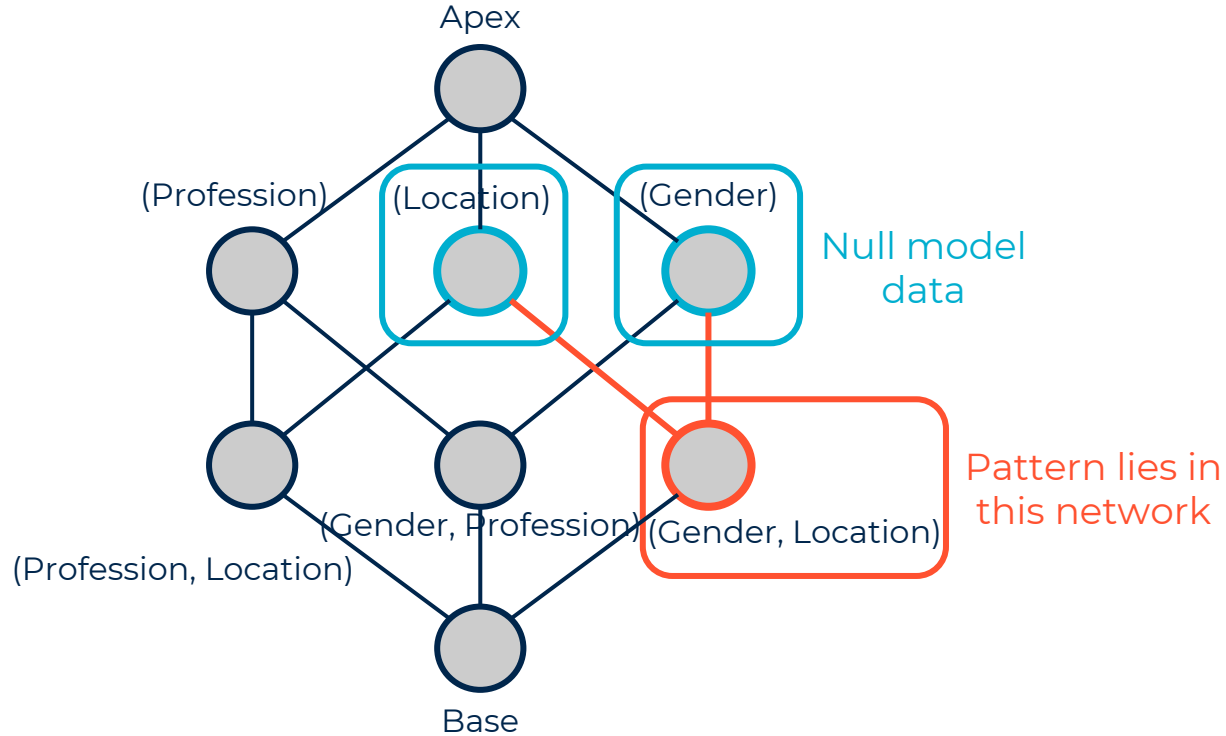 Apex
(Profession)
(Location)
(Gender)
Null model
data
Pattern lies in
this network
(Gender, Profession)
(Gender, Location)
(Profession, Location)
Base